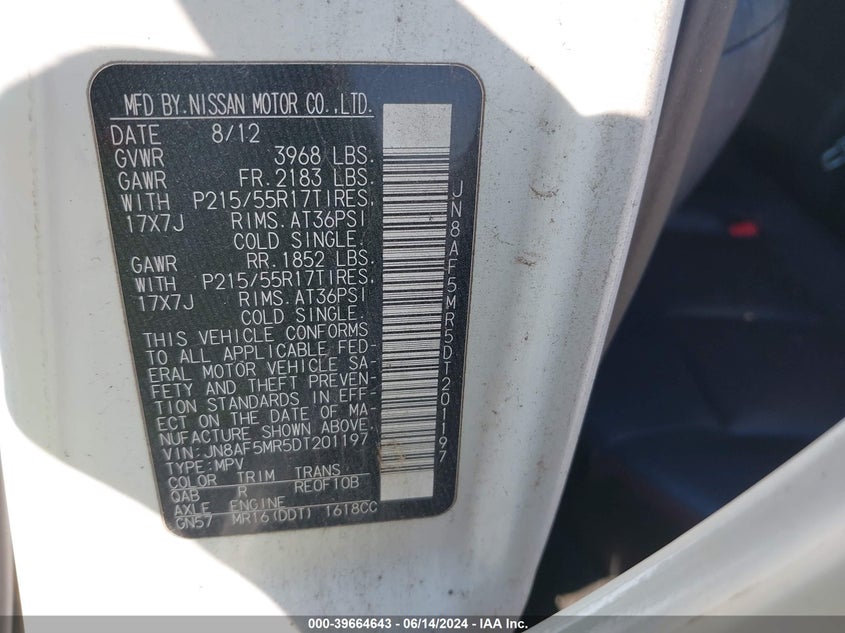 MFD BY.NISSAN MOTOR CO.,LTD.
DATE 8/12
GVWR 3968 LBS.
GAWR FR.2183 LBS.
WITH P215/55R17TIRES.
17X7J RIMS.AT36PSI
COLD SINGLE.
GAWR RR.1852 LBS.
WITH P215/55R17TIRES.
17X7J RIMS.AT36PSI
COLD SINGLE.
THIS VEHICLE CONFORMS
TO ALL APPLICABLE FED-
ERAL MOTOR VEHICLE SA-
FETY AND THEFT PREVEN-
TION STANDARDS IN EFF-
ECT ON THE DATE OF MA-
NUFACTURE SHOWN ABOVE.
VIN:JN8AF5MR5DT201197
TYPE:MPV
COLOR TRIM TRANS
QAB R RE0F10B
AXLE ENGINE
GN57 MR16(DDT) 1618CC
JN8AF5MR5DT201197
000-39664643 / 06/14/2024 - IAA Inc.